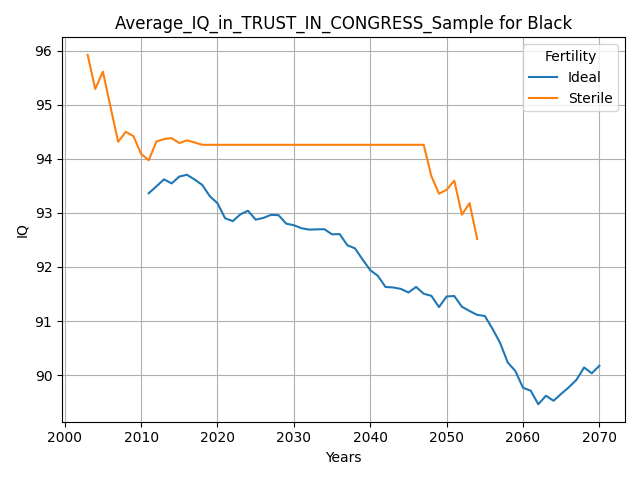 Average_IQ_in_TRUST_IN_CONGRESS_Sample for Black
Fertility
Ideal
Sterile
96
95
94
93
92
91
90
IQ
2000 2010 2020 2030 2040 2050 2060 2070
Years